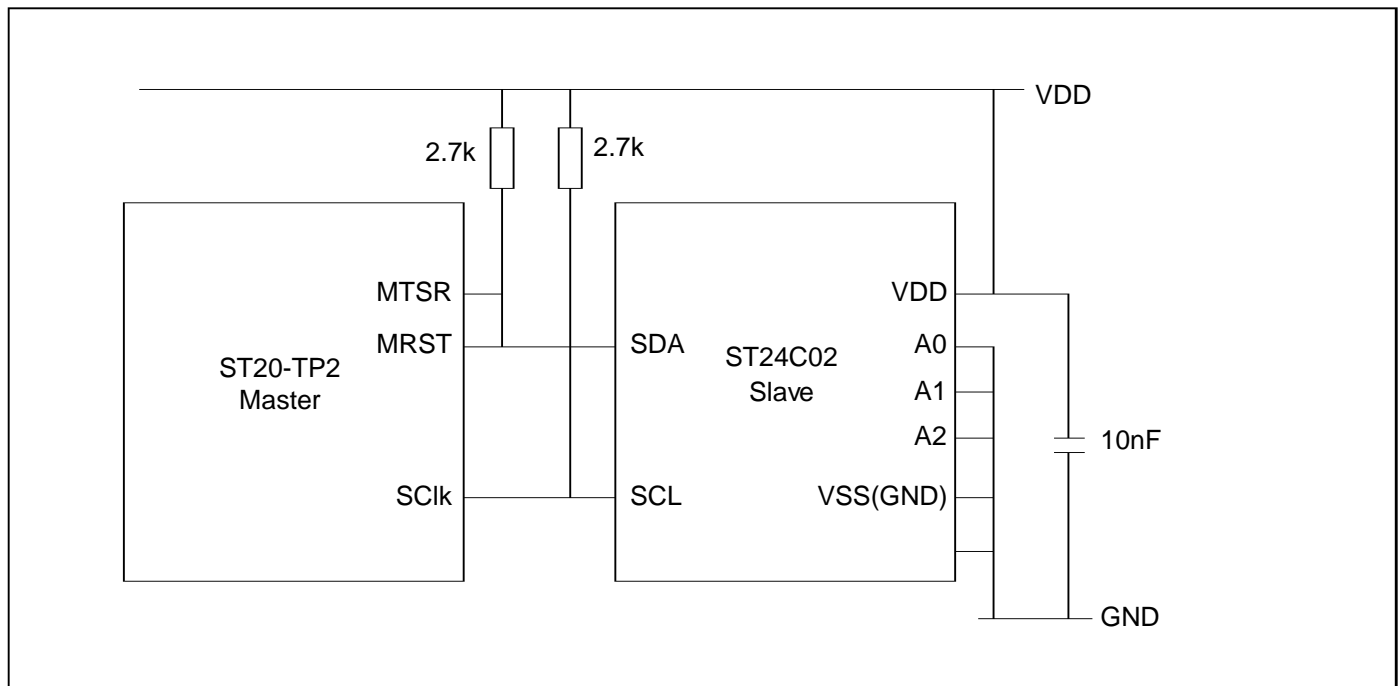 VDD
2.7k
2.7k
MTSR
MRST
SClk
ST20-TP2
Master
SDA
SCL
ST24C02
Slave
VDD
A0
A1
A2
VSS(GND)
10nF
GND